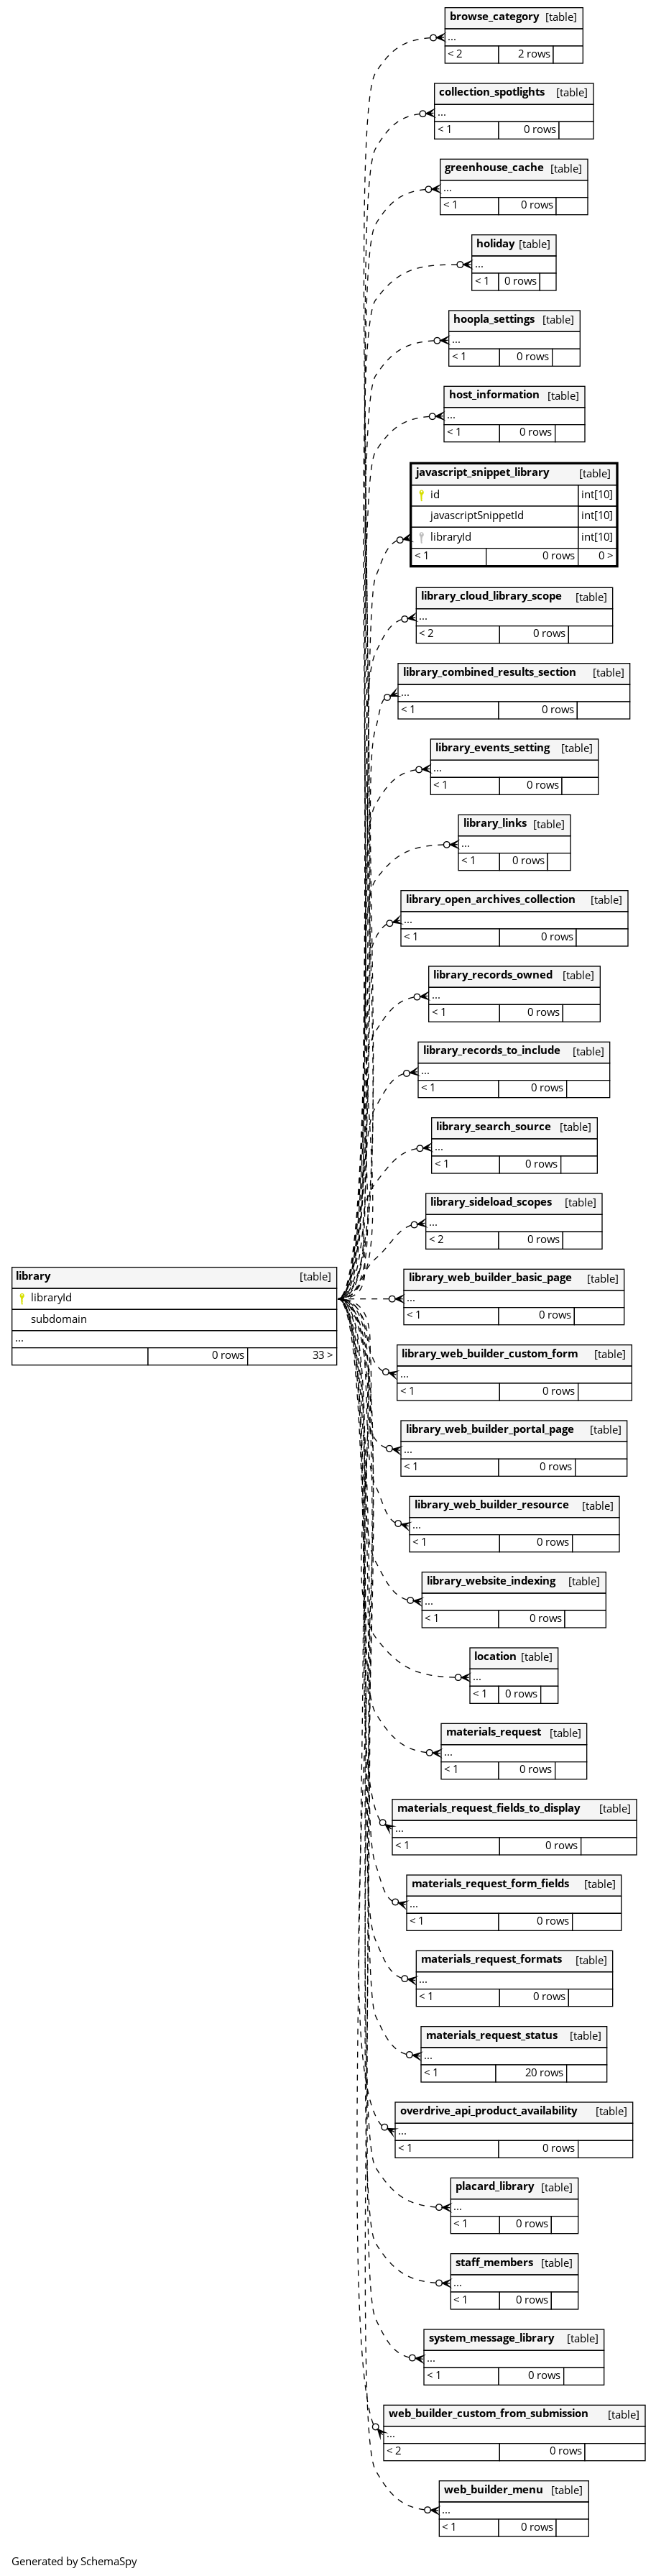 browse_category [table]
...
< 2 2 rows
collection_spotlights [table]
...
< 1 0 rows
greenhouse_cache [table]
...
< 1 0 rows
holiday [table]
...
< 1 0 rows
hoopla_settings [table]
...
< 1 0 rows
host_information [table]
...
< 1 0 rows
javascript_snippet_library [table]
id int[10]
javascriptSnippetId int[10]
libraryId int[10]
< 1 0 rows 0 >
library_cloud_library_scope [table]
...
< 2 0 rows
library_combined_results_section [table]
...
< 1 0 rows
library_events_setting [table]
...
< 1 0 rows
library_links [table]
...
< 1 0 rows
library_open_archives_collection [table]
...
< 1 0 rows
library_records_owned [table]
...
< 1 0 rows
library_records_to_include [table]
...
< 1 0 rows
library_search_source [table]
...
< 1 0 rows
library_sideload_scopes [table]
...
< 2 0 rows
library [table]
libraryId
subdomain
...
0 rows 33 >
library_web_builder_basic_page [table]
...
< 1 0 rows
library_web_builder_custom_form [table]
...
< 1 0 rows
library_web_builder_portal_page [table]
...
< 1 0 rows
library_web_builder_resource [table]
...
< 1 0 rows
library_website_indexing [table]
...
< 1 0 rows
location [table]
...
< 1 0 rows
materials_request [table]
...
< 1 0 rows
materials_request_fields_to_display [table]
...
< 1 0 rows
materials_request_form_fields [table]
...
< 1 0 rows
materials_request_formats [table]
...
< 1 0 rows
materials_request_status [table]
...
< 1 20 rows
overdrive_api_product_availability [table]
...
< 1 0 rows
placard_library [table]
...
< 1 0 rows
staff_members [table]
...
< 1 0 rows
system_message_library [table]
...
< 1 0 rows
web_builder_custom_from_submission [table]
...
< 2 0 rows
web_builder_menu [table]
...
< 1 0 rows
Generated by SchemaSpy